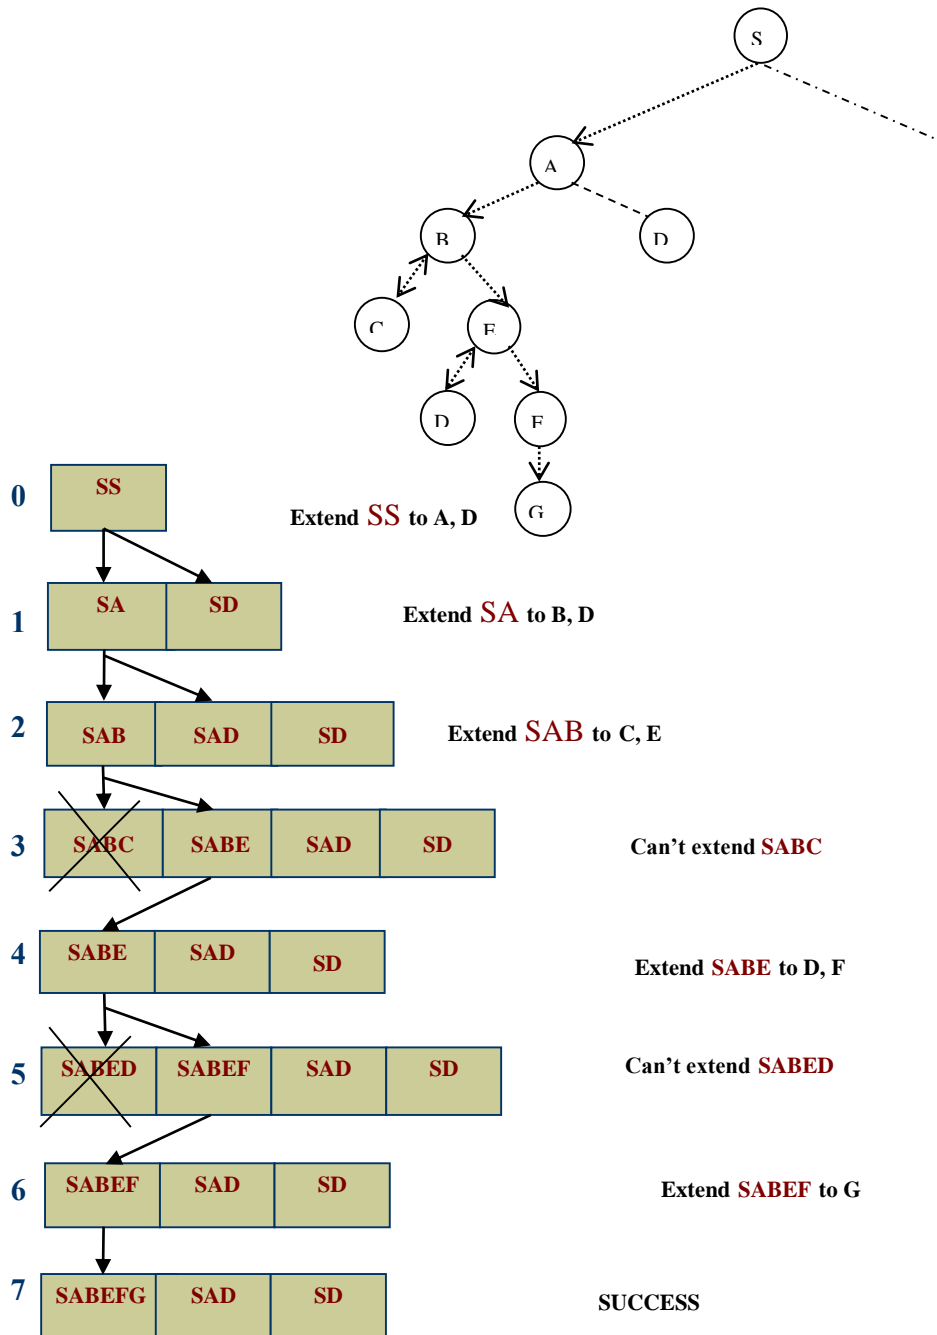 S
A
B D
C E
D F
G
0 SS
Extend SS to A, D
1 SA SD Extend SA to B, D
2 SAB SAD SD Extend SAB to C, E
3 SABC SABE SAD SD Can't extend SABC
4 SABE SAD SD Extend SABE to D, F
5 SABED SABEF SAD SD Can't extend SABED
6 SABEF SAD SD Extend SABEF to G
7 SABEFG SAD SD SUCCESS